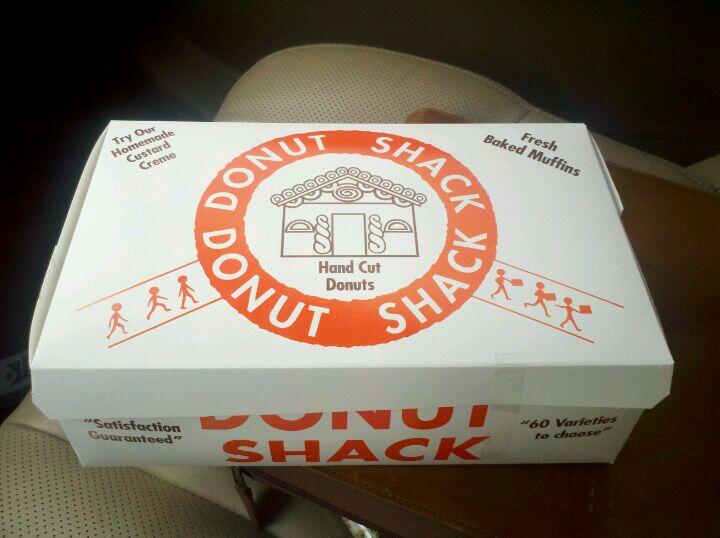 Try Our
Homemade
Custard
Creme
Fresh
Baked Muffins
DONUT SHACK
DONUT SHACK
Hand Cut
Donuts
"Satisfaction
Guaranteed"
DONUT
SHACK
"60 Varieties
to choose"